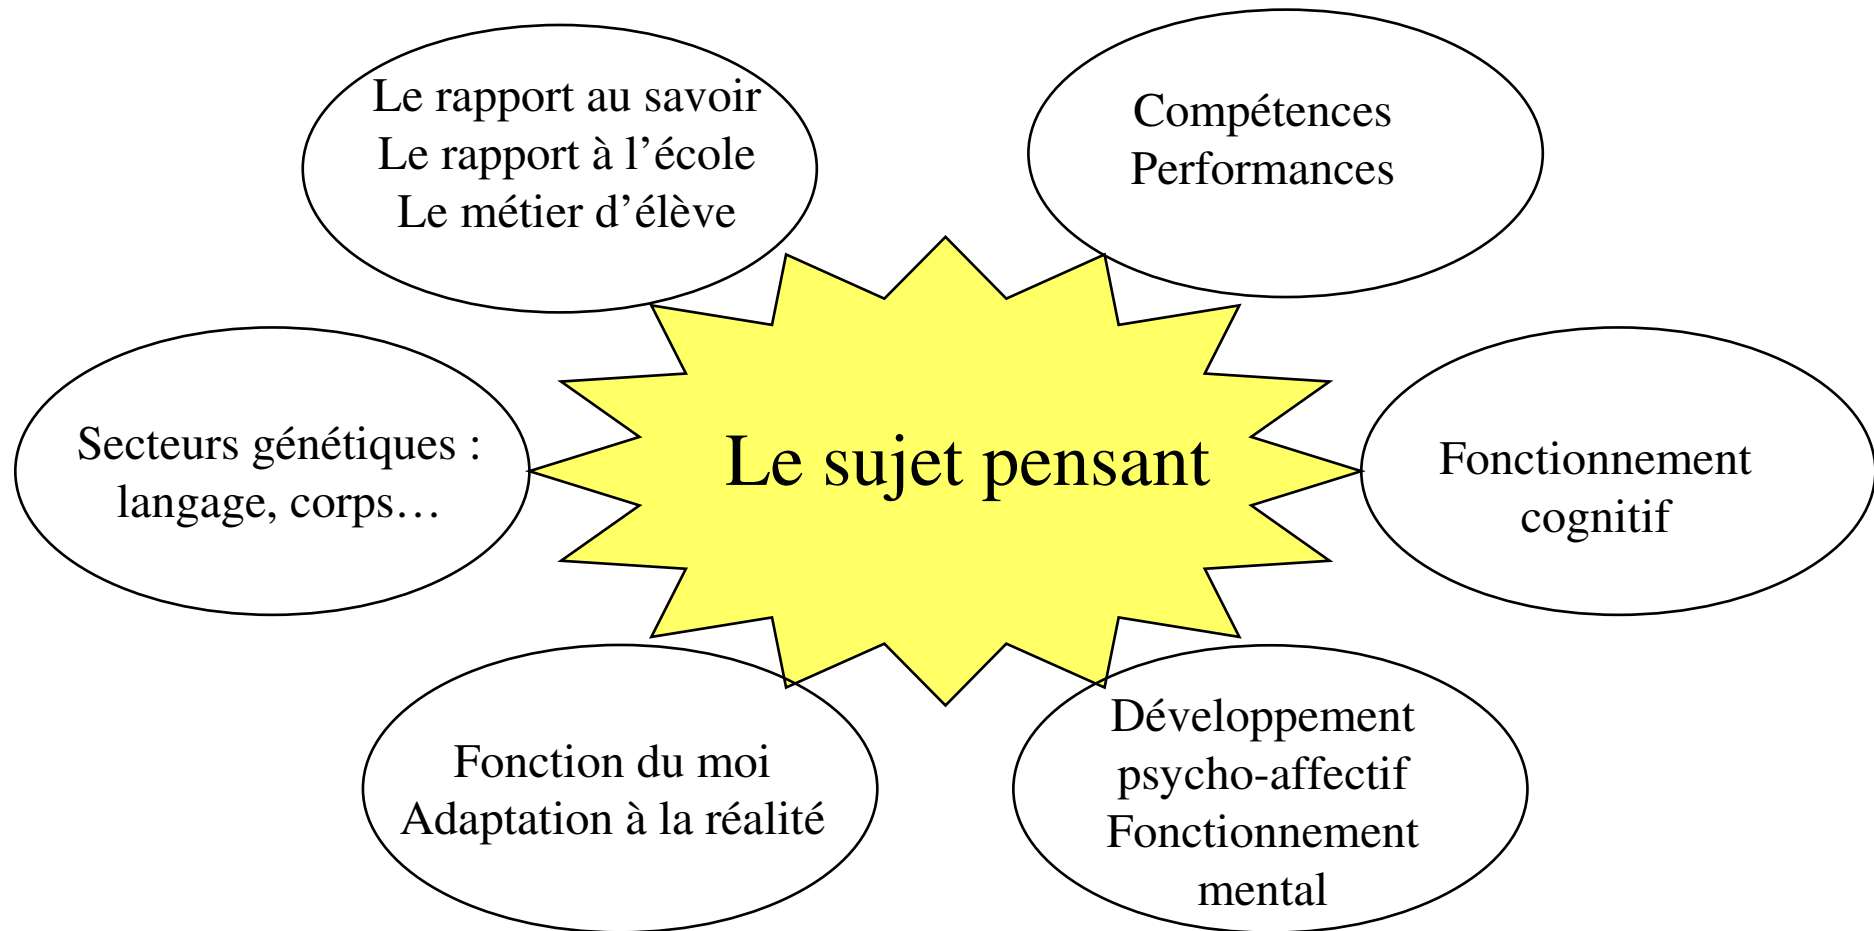 Le rapport au savoir
Le rapport à l’école
Le métier d’élève
Compétences
Performances
Secteurs génétiques :
langage, corps…
Le sujet pensant
Fonctionnement
cognitif
Fonction du moi
Adaptation à la réalité
Développement
psycho-affectif
Fonctionnement
mental